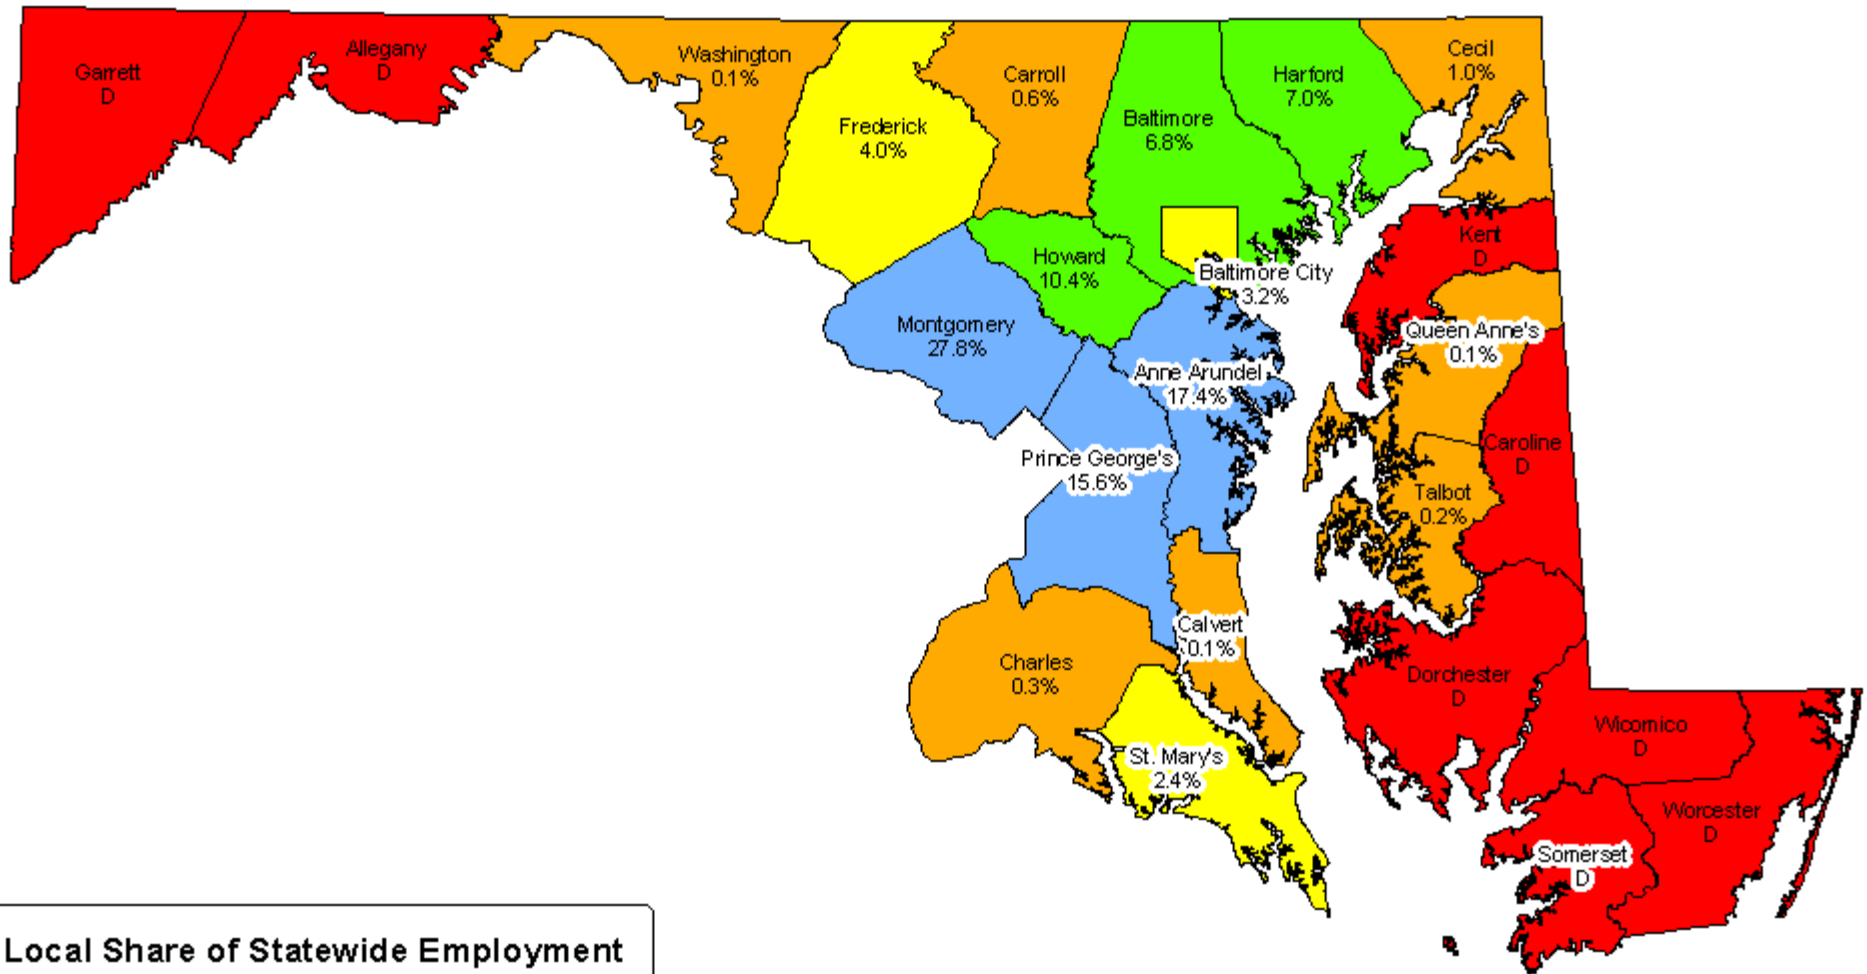 Garrett
D
Allegany
D
Washington
0.1%
Frederick
4.0%
Carroll
0.6%
Baltimore
6.8%
Harford
7.0%
Cecil
1.0%
Howard
10.4%
Baltimore City
3.2%
Kent
D
Montgomery
27.8%
Anne Arundel
17.4%
Queen Anne's
0.1%
Prince George's
15.6%
Caroline
D
Talbot
0.2%
Calvert
0.1%
Charles
0.3%
St. Mary's
2.4%
Dorchester
D
Wicomico
D
Worcester
D
Somerset
D
Local Share of Statewide Employment